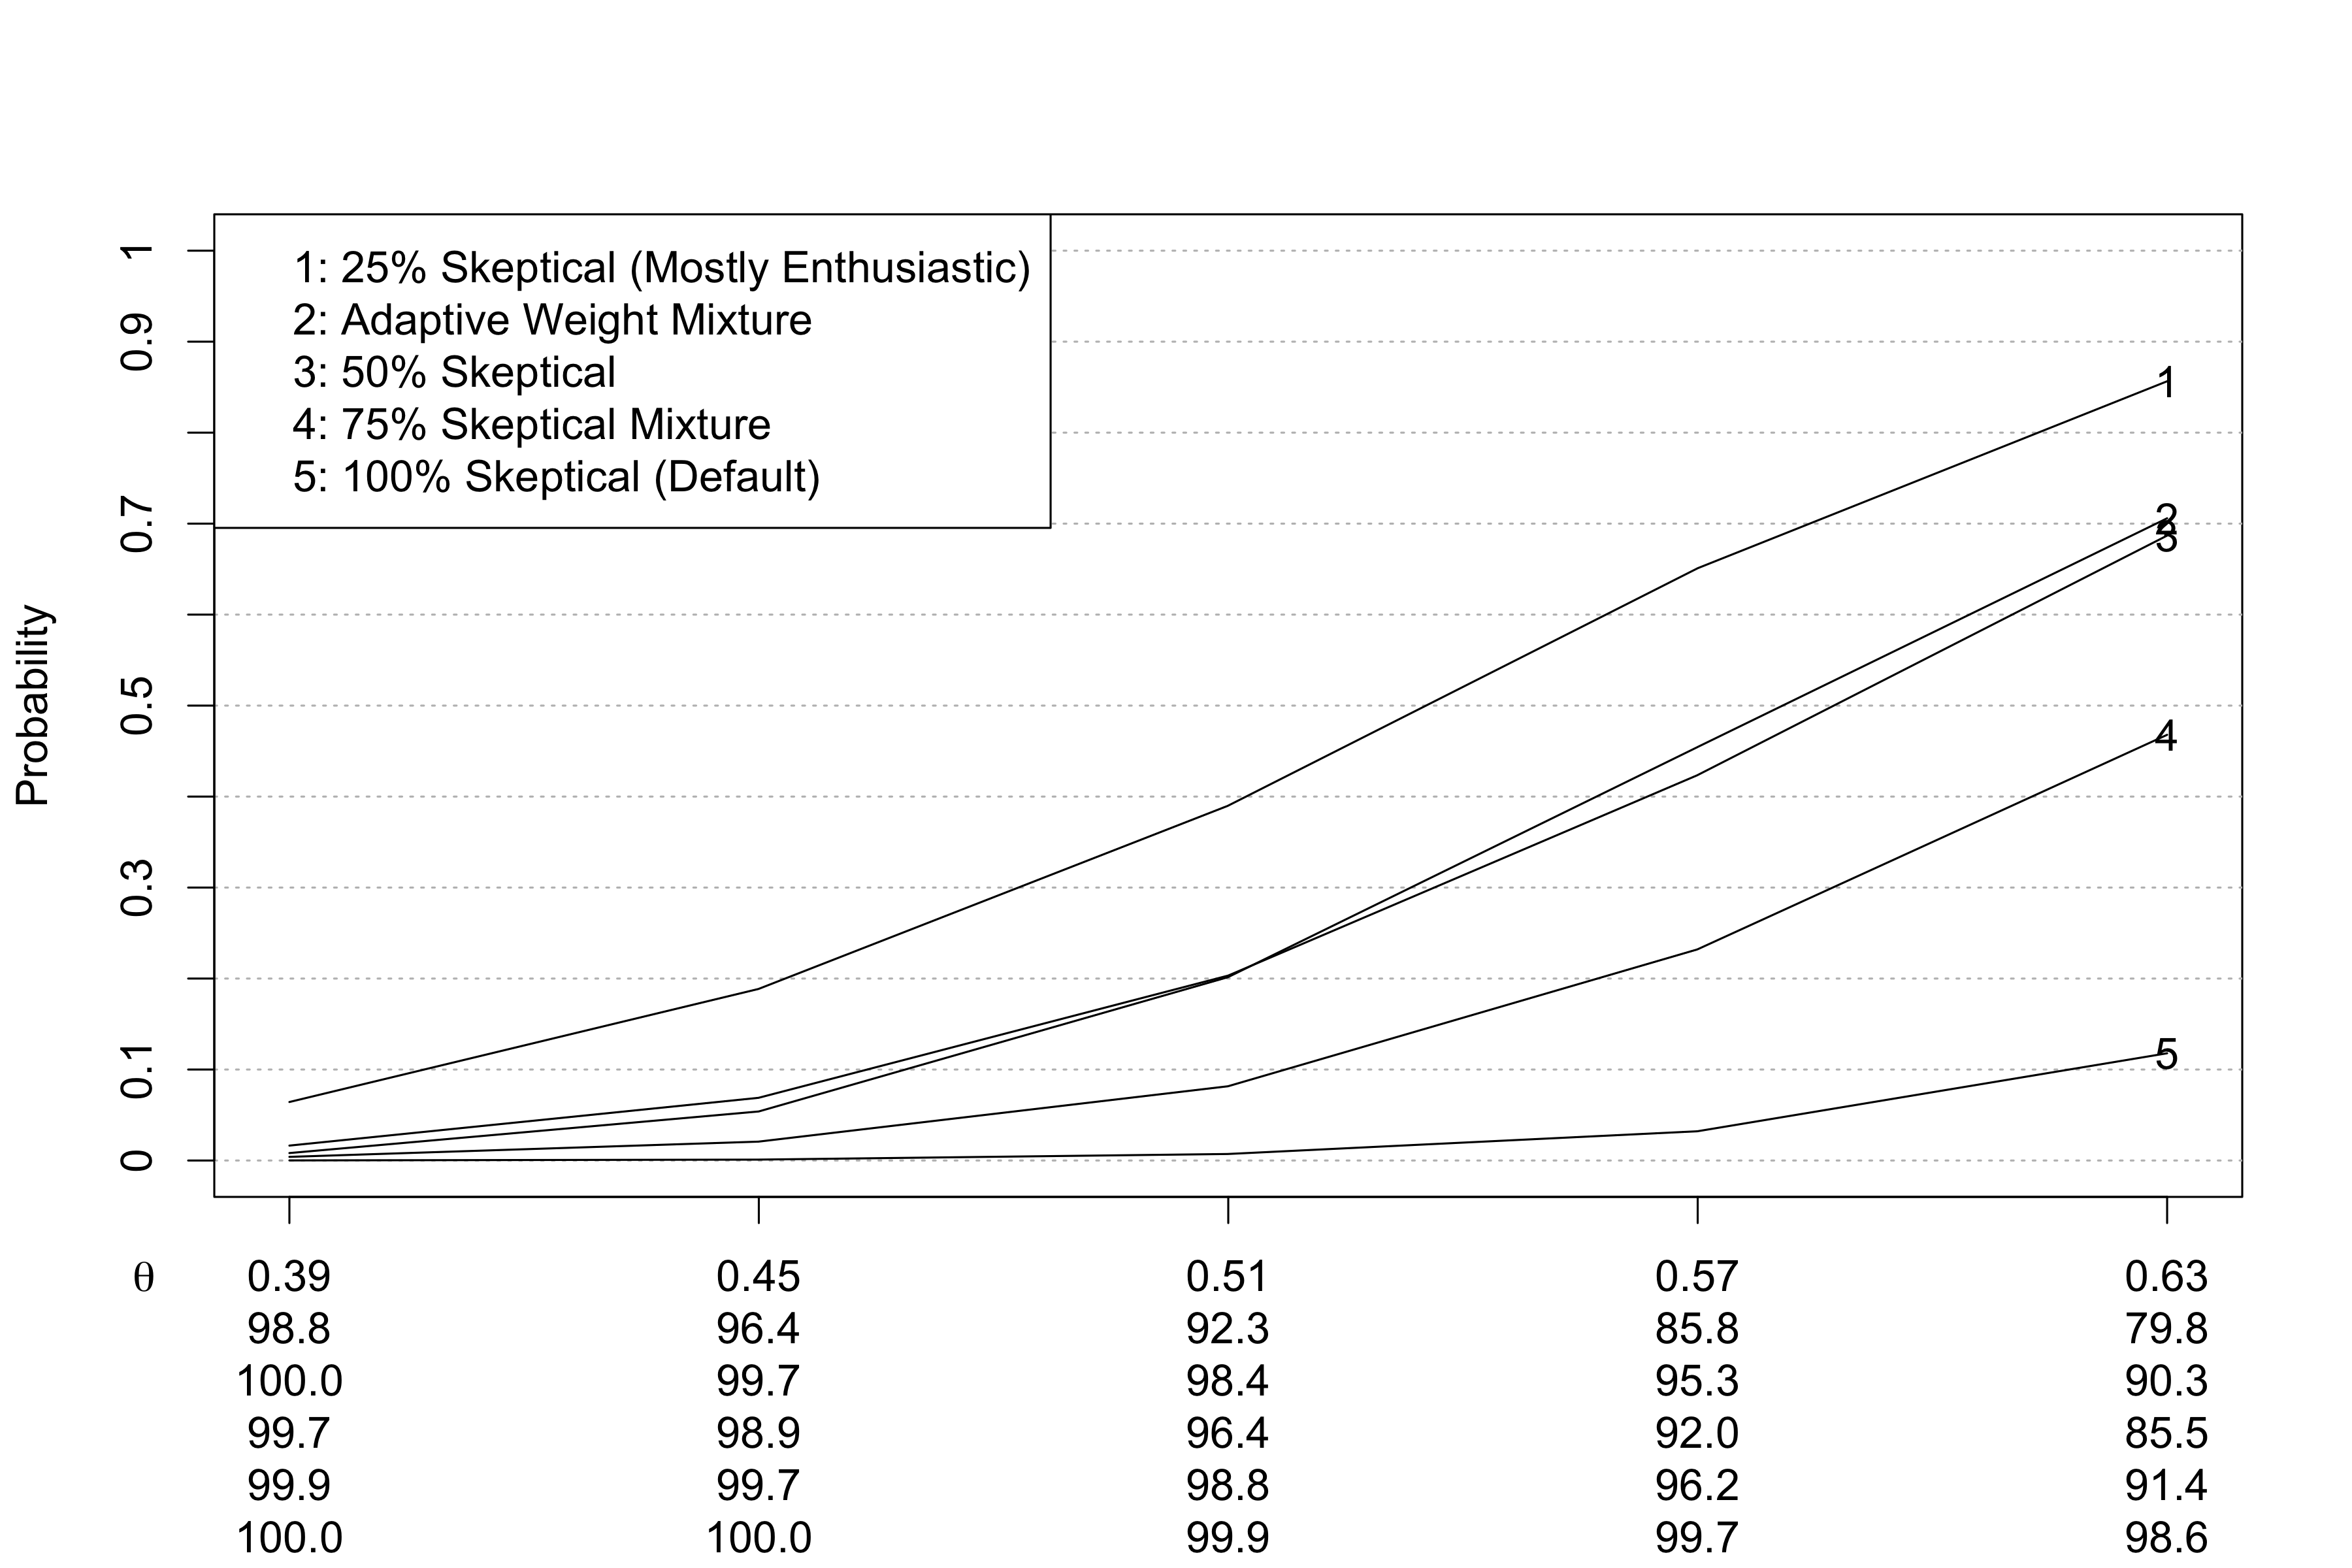 1: 25% Skeptical (Mostly Enthusiastic)
2: Adaptive Weight Mixture
3: 50% Skeptical
4: 75% Skeptical Mixture
5: 100% Skeptical (Default)
1
0.9
0.7
0.5
0.3
0.1
0
Probability
1
2
3
4
5
θ 0.39 0.45 0.51 0.57 0.63
98.8 96.4 92.3 85.8 79.8
100.0 99.7 98.4 95.3 90.3
99.7 98.9 96.4 92.0 85.5
99.9 99.7 98.8 96.2 91.4
100.0 100.0 99.9 99.7 98.6